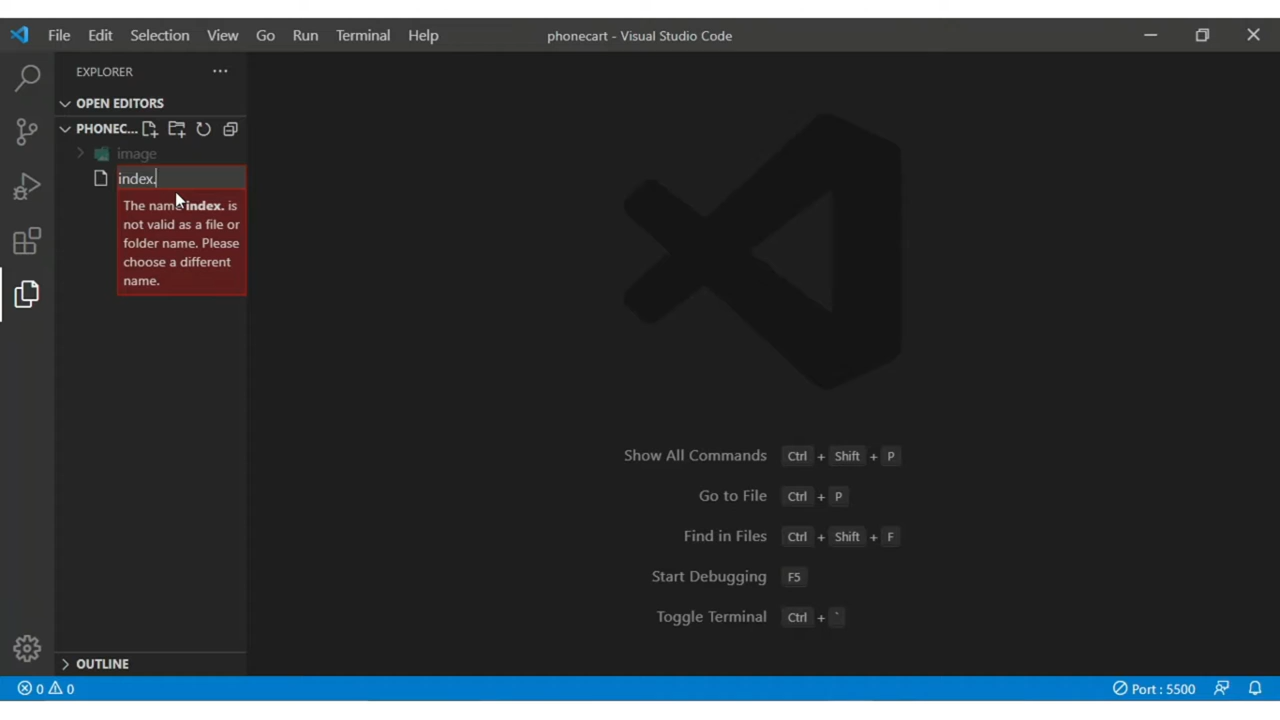 File Edit Selection View Go Run Terminal Help phonecart - Visual Studio Code
EXPLORER ...
OPEN EDITORS
PHONEC...
image
index.
The name index. is
not valid as a file or
folder name. Please
choose a different
name.
Show All Commands Ctrl + Shift + P
Go to File Ctrl + P
Find in Files Ctrl + Shift + F
Start Debugging F5
Toggle Terminal Ctrl + `
OUTLINE
0 0 Port : 5500